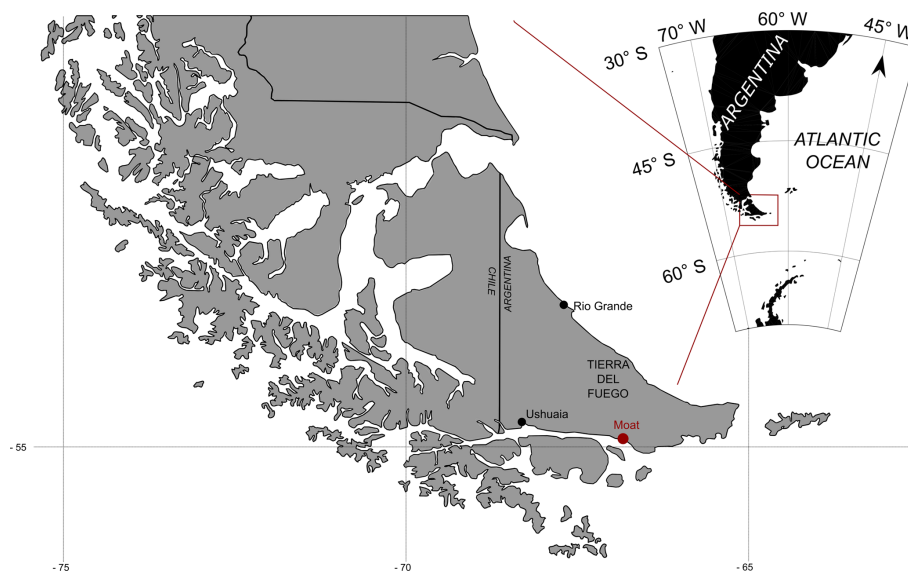 70° W
60° W
45° W
30° S
ARGENTINA
ATLANTIC
OCEAN
45° S
60° S
CHILE
ARGENTINA
Rio Grande
TIERRA
DEL
FUEGO
Ushuaia
Moat
- 55
- 75
- 70
- 65